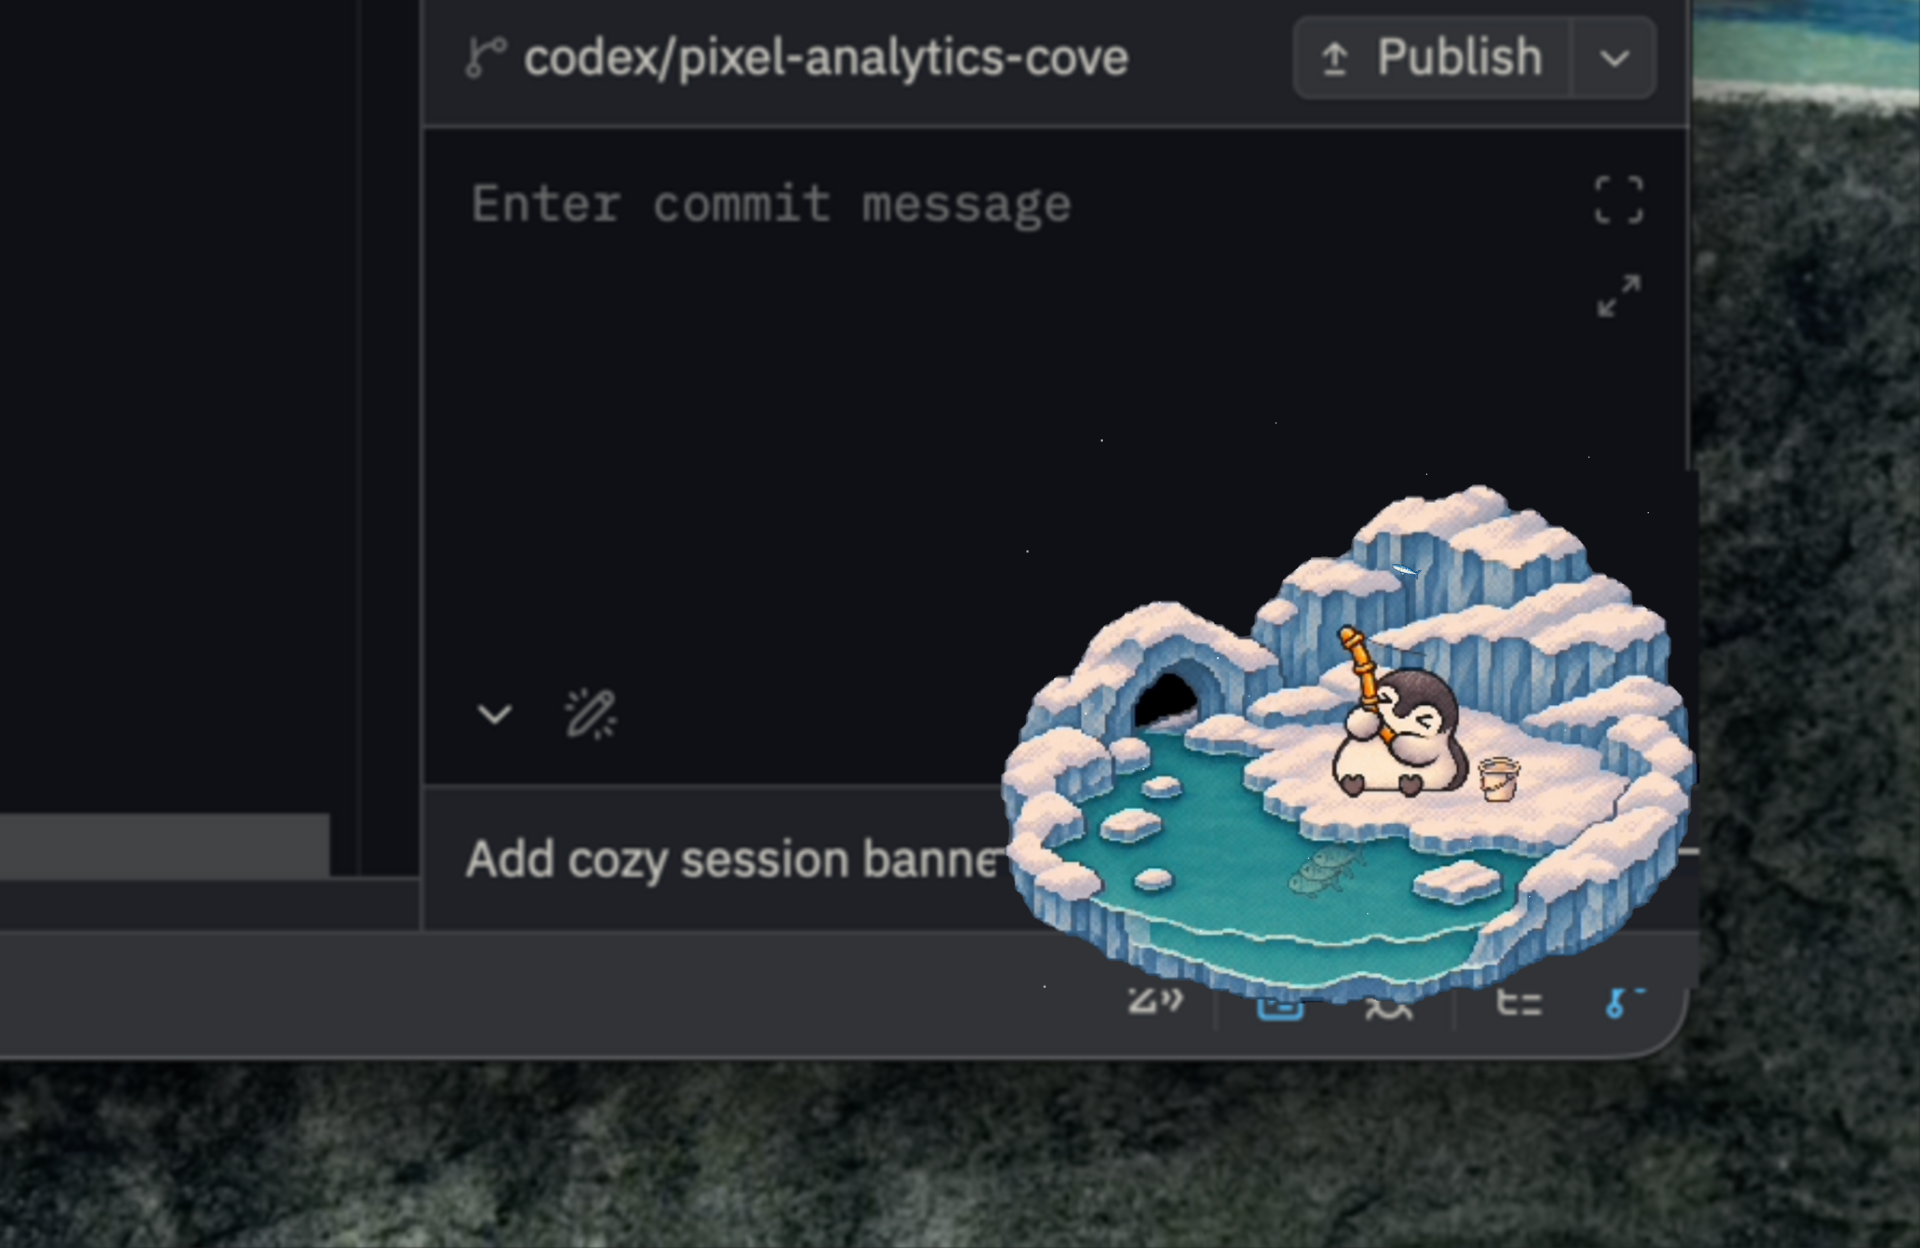 codex/pixel-analytics-cove
Publish
Enter commit message
Add cozy session banne